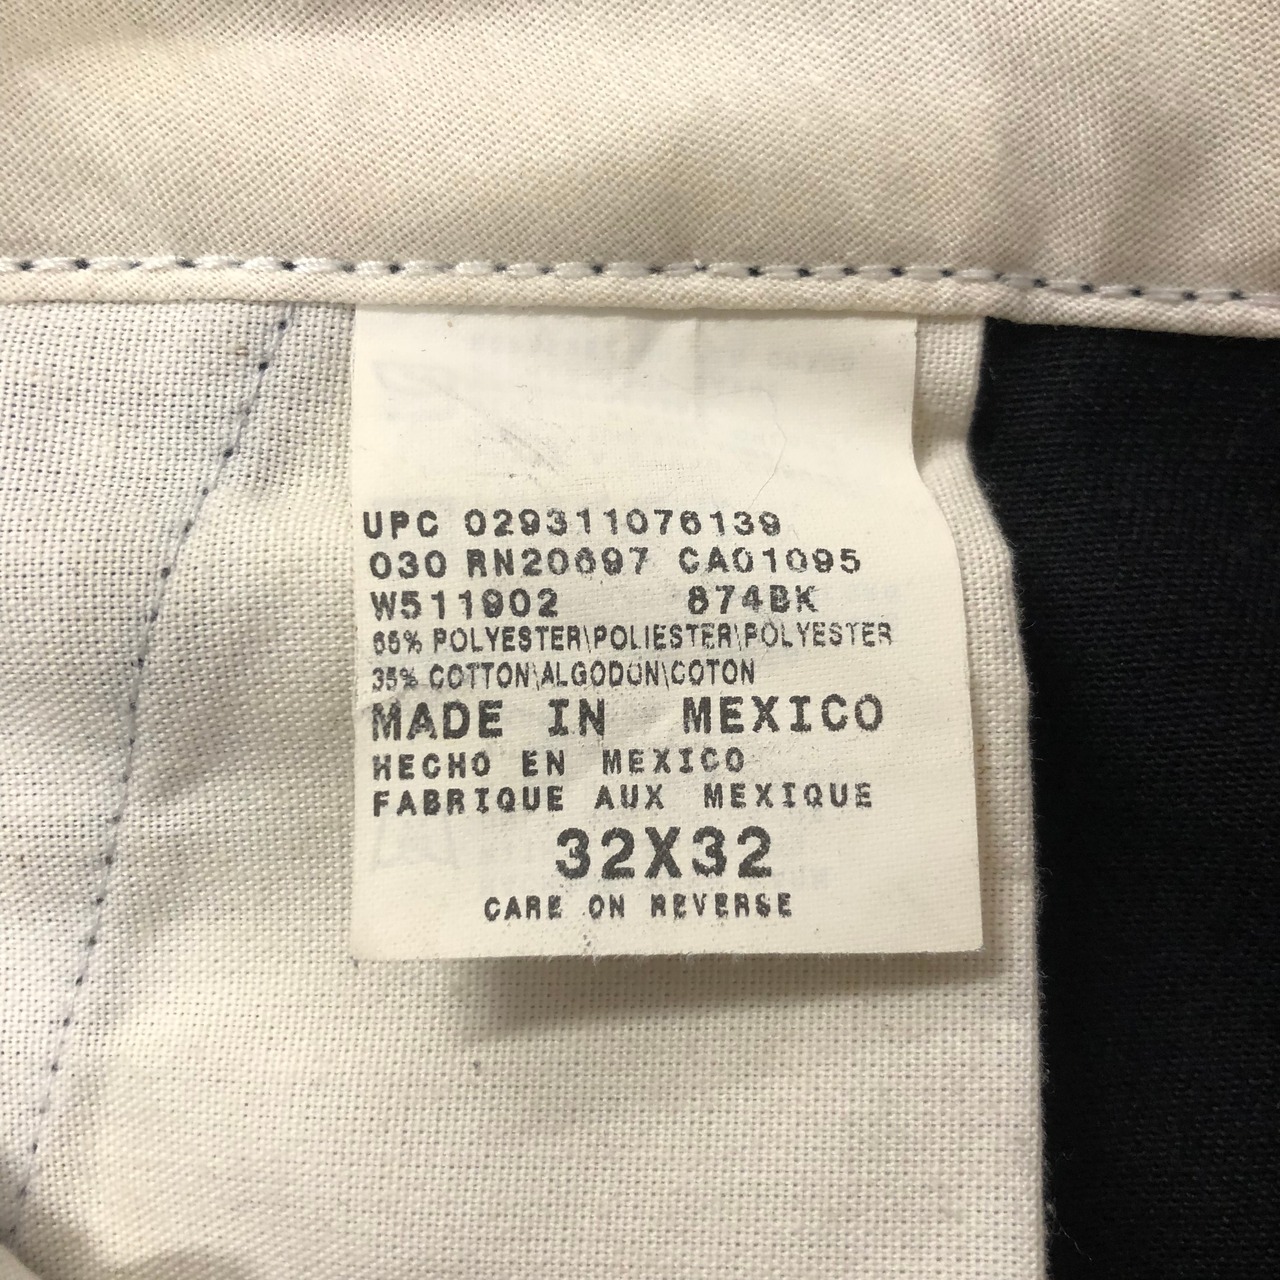 UPC 029311076139
030 RN20697 CA01095
W511902 874BK
65% POLYESTER\POLIESTER\POLYESTER
35% COTTON\ALGODON\COTON
MADE IN MEXICO
HECHO EN MEXICO
FABRIQUE AUX MEXIQUE
32X32
CARE ON REVERSE